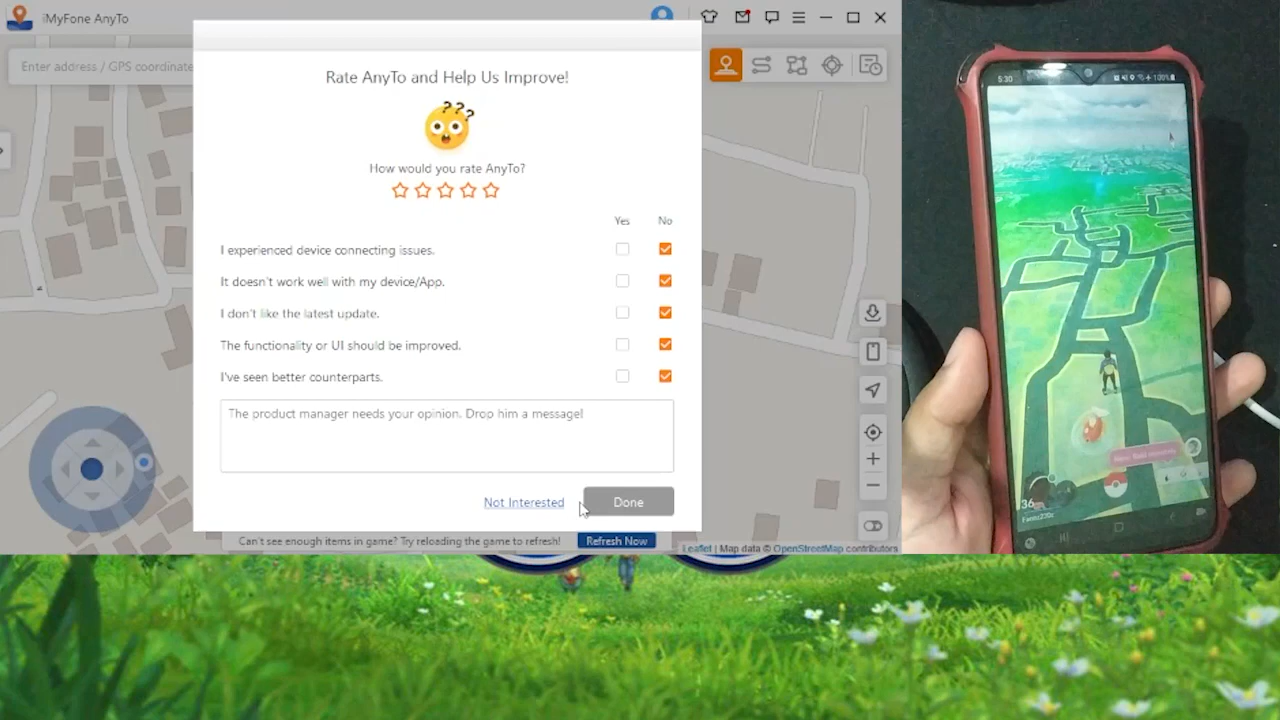 iMyFone AnyTo
Enter address / GPS coordinate
Rate AnyTo and Help Us Improve!
???
How would you rate AnyTo?
Yes No
I experienced device connecting issues.
It doesn't work well with my device/App.
I don't like the latest update.
The functionality or UI should be improved.
I've seen better counterparts.
The product manager needs your opinion. Drop him a message!
Not Interested
Done
Can't see enough items in game? Try reloading the game to refresh!
Refresh Now
Leaflet | Map data © OpenStreetMap contributors
5:30
100%
36